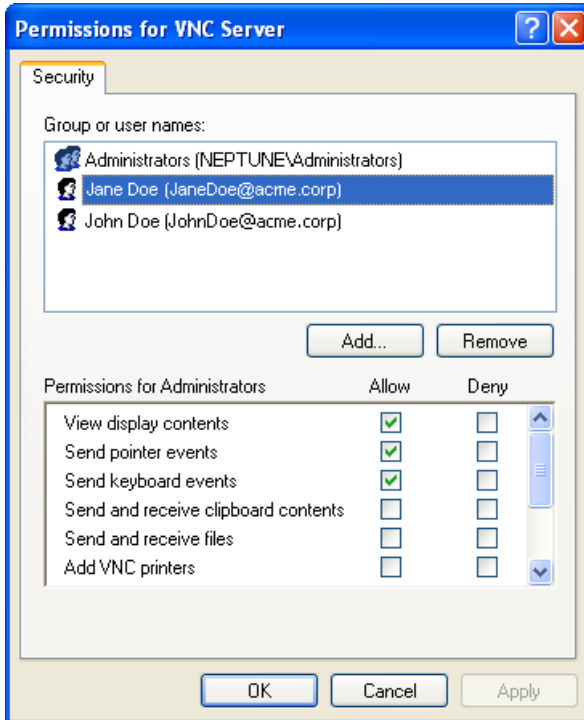 Permissions for VNC Server
Security
Group or user names:
Administrators (NEPTUNE\Administrators)
Jane Doe (JaneDoe@acme.corp)
John Doe (JohnDoe@acme.corp)
Add... Remove
Permissions for Administrators Allow Deny
View display contents
Send pointer events
Send keyboard events
Send and receive clipboard contents
Send and receive files
Add VNC printers
OK Cancel Apply